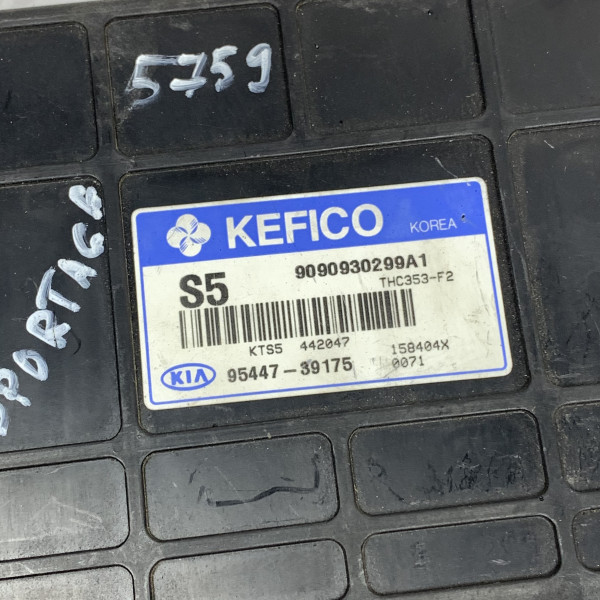 5759
SPORTAGE
KEFICO KOREA
S5 9090930299A1
THC353-F2
KTS5 442047 158404X
KIA 95447-39175 0071